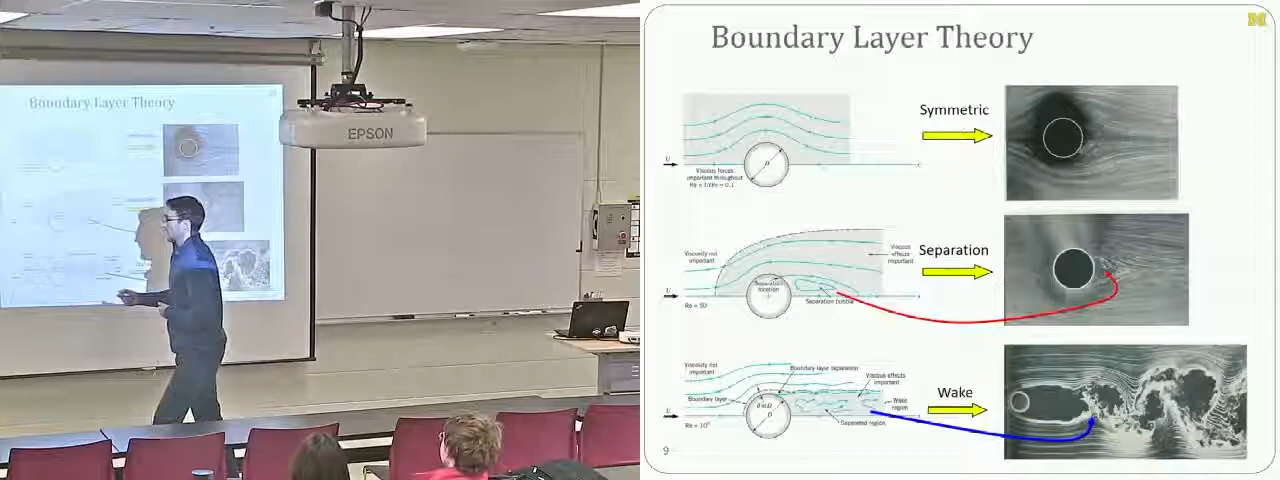 Boundary Layer Theory
EPSON
Boundary Layer Theory
M
Symmetric
U
D
Viscous forces
important throughout
Re = UD/ν = 0.1
Separation
Viscosity not
important
Viscous
effects
important
Separation
location
U
Separation bubble
Re = 50
Wake
Viscosity not
important
Boundary layer separation
Viscous effects
important
Boundary layer
δ ≪ D
D
Wake
region
U
Separated region
Re = 10⁵
9